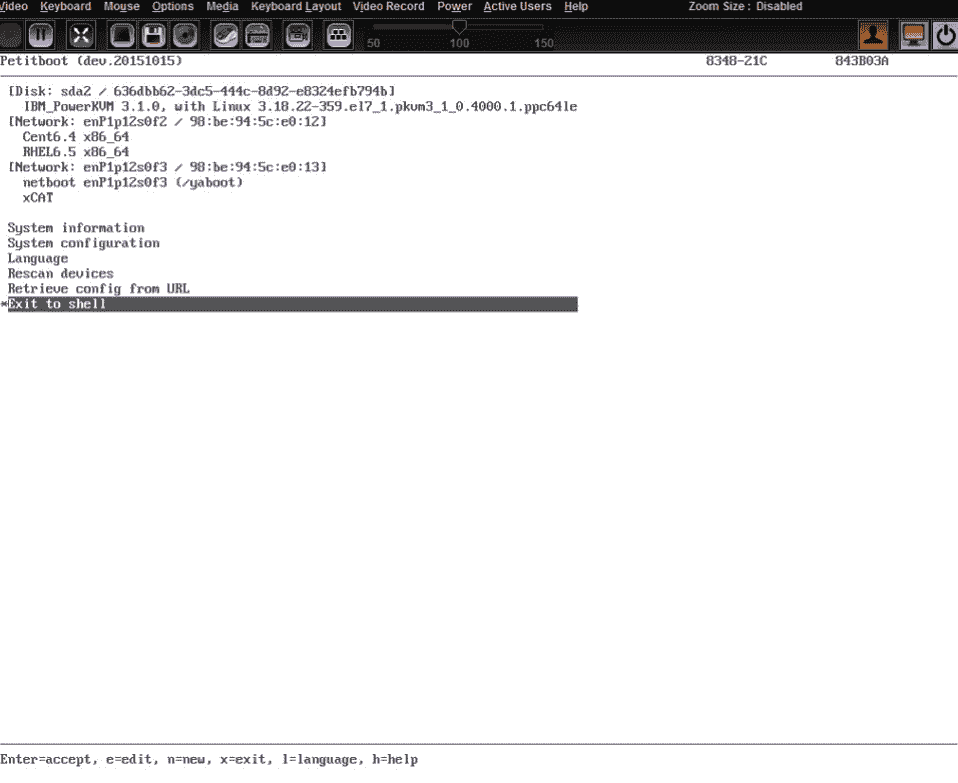 Video Keyboard Mouse Options Media Keyboard Layout Video Record Power Active Users Help Zoom Size : Disabled
50 100 150
Petitboot (dev.20151015) 8348-21C 843B03A
[Disk: sda2 / 636dbb62-3dc5-444c-8d92-e8324efb794b]
IBM_PowerKVM 3.1.0, with Linux 3.18.22-359.el7_1.pkvm3_1_0.4000.1.ppc64le
[Network: enP1p12s0f2 / 98:be:94:5c:e0:12]
Cent6.4 x86_64
RHEL6.5 x86_64
[Network: enP1p12s0f3 / 98:be:94:5c:e0:13]
netboot enP1p12s0f3 (/yaboot)
xCAT
System information
System configuration
Language
Rescan devices
Retrieve config from URL
*Exit to shell
Enter=accept, e=edit, n=new, x=exit, l=language, h=help